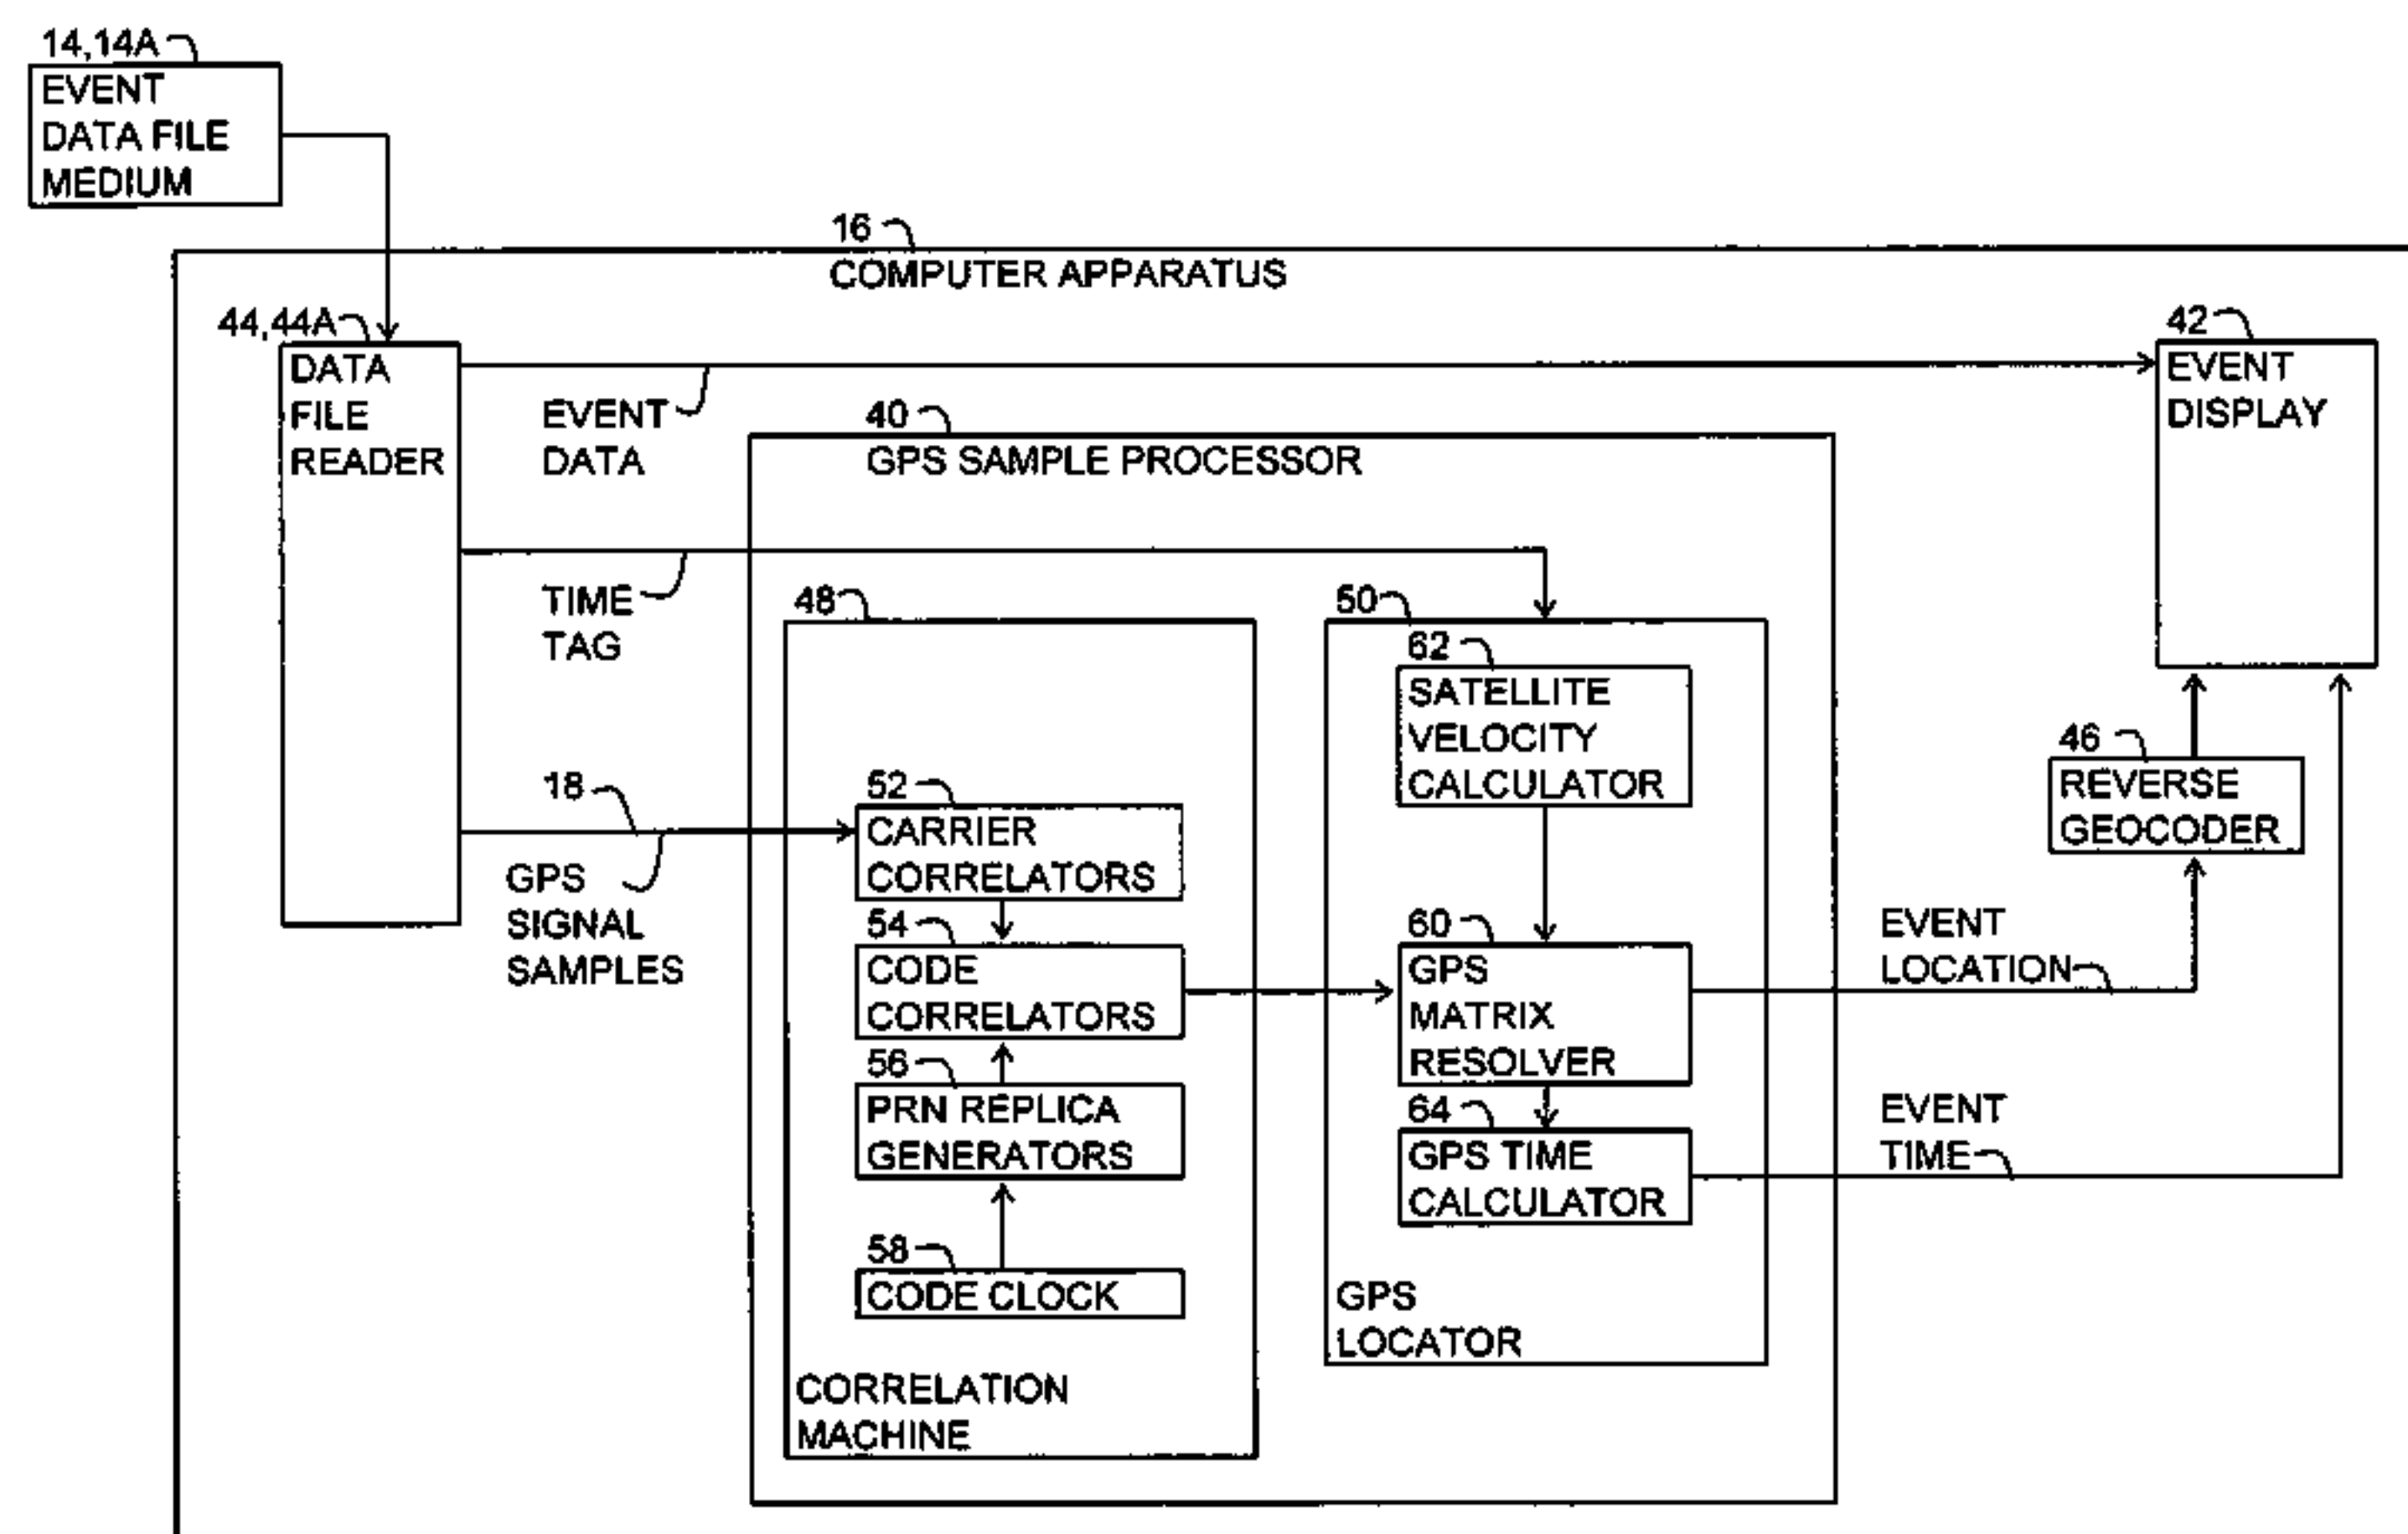 14,14A
EVENT
DATA FILE
MEDIUM
16
COMPUTER APPARATUS
44,44A
DATA
FILE
READER
EVENT
DATA
42
EVENT
DISPLAY
40
GPS SAMPLE PROCESSOR
TIME
TAG
48
50
62
SATELLITE
VELOCITY
CALCULATOR
46
REVERSE
GEOCODER
18
GPS
SIGNAL
SAMPLES
52
CARRIER
CORRELATORS
54
CODE
CORRELATORS
60
GPS
MATRIX
RESOLVER
EVENT
LOCATION
56
PRN REPLICA
GENERATORS
64
GPS TIME
CALCULATOR
EVENT
TIME
58
CODE CLOCK
GPS
LOCATOR
CORRELATION
MACHINE